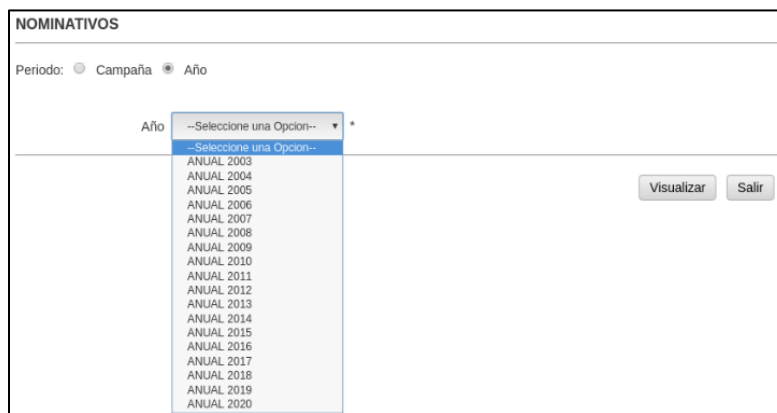 NOMINATIVOS
Periodo: Campaña Año
Año --Seleccione una Opcion-- *
--Seleccione una Opcion--
ANUAL 2003
ANUAL 2004
Visualizar Salir
ANUAL 2005
ANUAL 2006
ANUAL 2007
ANUAL 2008
ANUAL 2009
ANUAL 2010
ANUAL 2011
ANUAL 2012
ANUAL 2013
ANUAL 2014
ANUAL 2015
ANUAL 2016
ANUAL 2017
ANUAL 2018
ANUAL 2019
ANUAL 2020